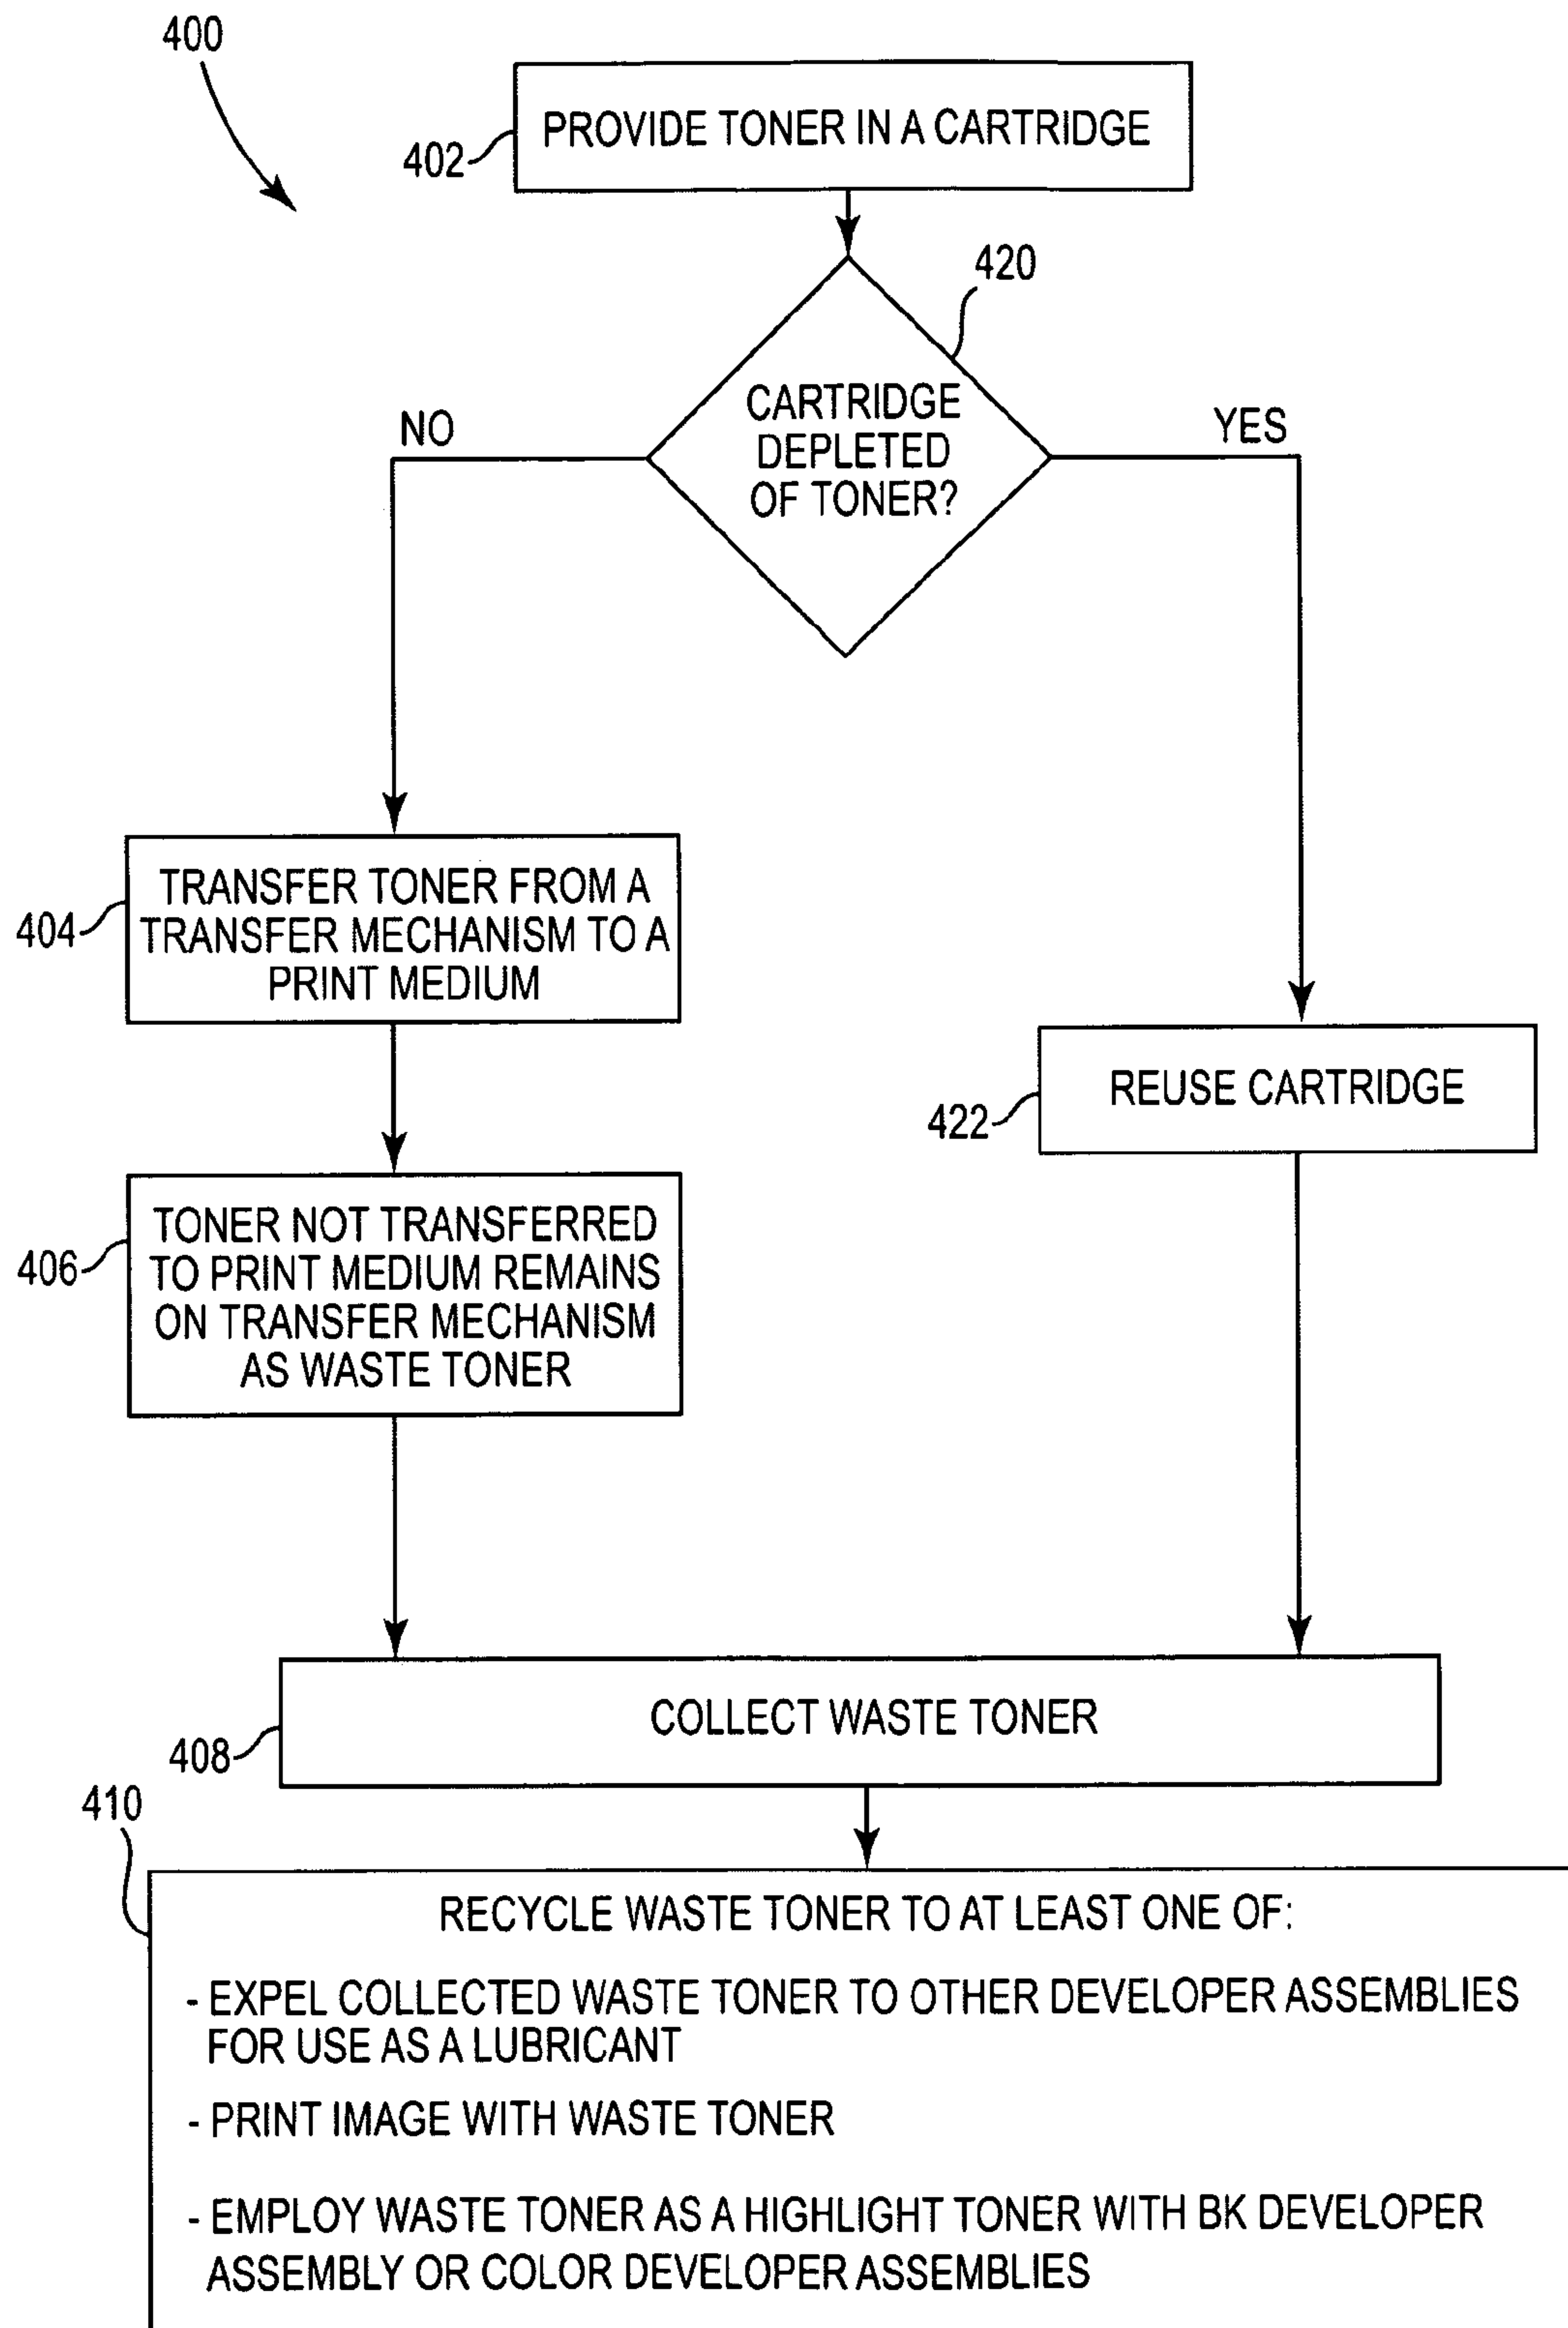 400
PROVIDE TONER IN A CARTRIDGE
402
420
CARTRIDGE
DEPLETED
OF TONER?
NO
YES
TRANSFER TONER FROM A
TRANSFER MECHANISM TO A
PRINT MEDIUM
404
REUSE CARTRIDGE
422
TONER NOT TRANSFERRED
TO PRINT MEDIUM REMAINS
ON TRANSFER MECHANISM
AS WASTE TONER
406
COLLECT WASTE TONER
408
410
RECYCLE WASTE TONER TO AT LEAST ONE OF:
- EXPEL COLLECTED WASTE TONER TO OTHER DEVELOPER ASSEMBLIES
FOR USE AS A LUBRICANT
- PRINT IMAGE WITH WASTE TONER
- EMPLOY WASTE TONER AS A HIGHLIGHT TONER WITH BK DEVELOPER
ASSEMBLY OR COLOR DEVELOPER ASSEMBLIES